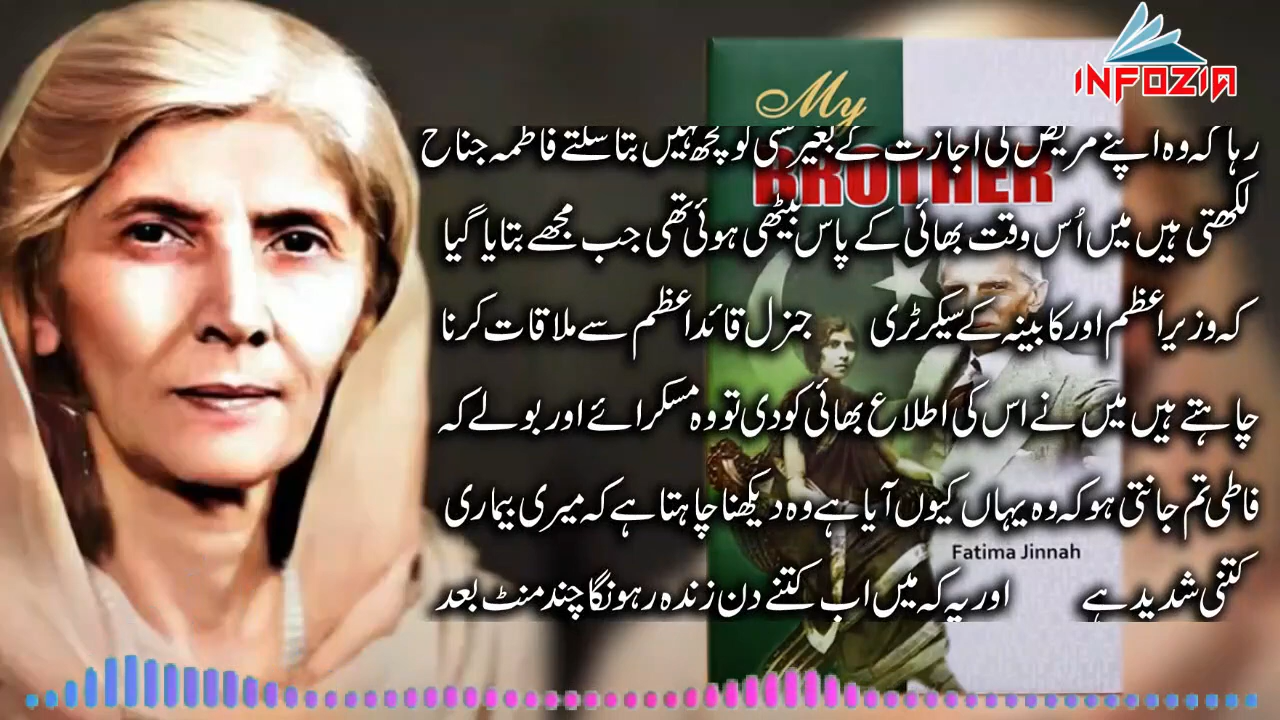 INFOZIA
My
BROTHER
رہا کہ وہ اپنے مریض کی اجازت کے بغیر کسی کو کچھ نہیں بتا سکتے فاطمہ جناح
لکھتی ہیں میں اُس وقت بھائی کے پاس بیٹھی ہوئی تھی جب مجھے بتایا گیا
کہ وزیراعظم اور کابینہ کے سیکرٹری جنرل قائداعظم سے ملاقات کرنا
چاہتے ہیں میں نے اس کی اطلاع بھائی کو دی تو وہ مسکرائے اور بولے کہ
فاطی تم جانتی ہو کہ وہ یہاں کیوں آیا ہے وہ دیکھنا چاہتا ہے کہ میری بیماری
Fatima Jinnah
کتنی شدید ہے اور یہ کہ میں اب کتنے دن زندہ رہونگا چند منٹ بعد